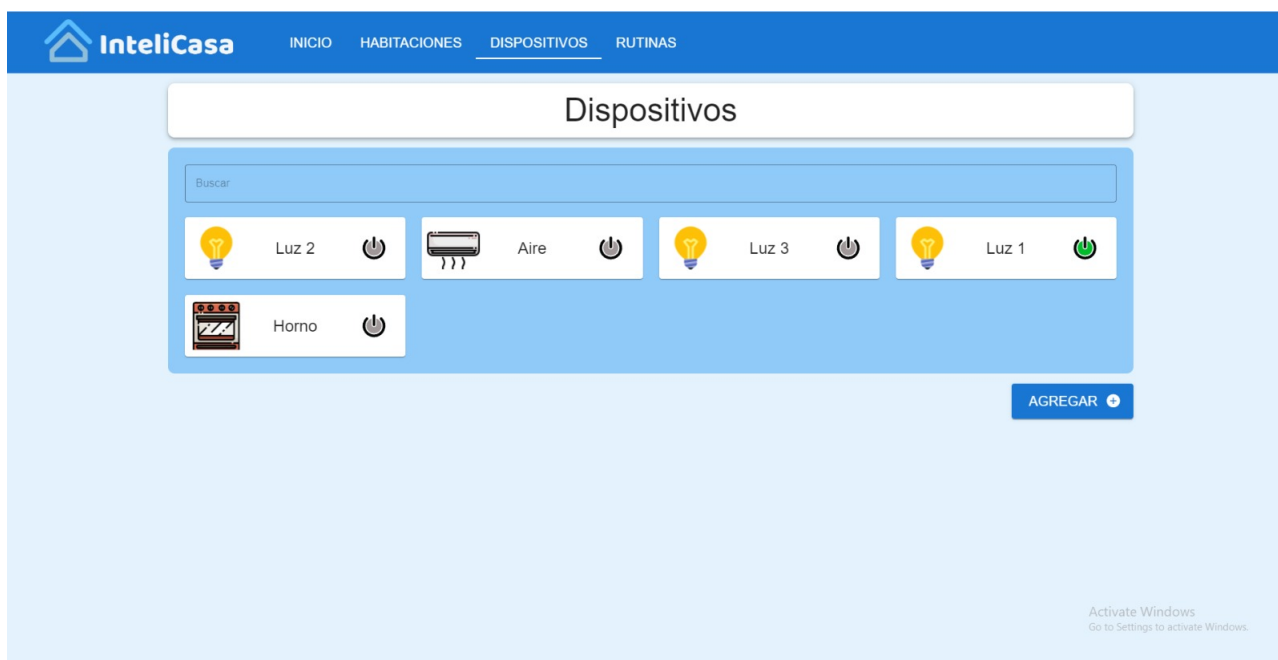 InteliCasa INICIO HABITACIONES DISPOSITIVOS RUTINAS
Dispositivos
Buscar
Luz 2 Aire Luz 3 Luz 1
Horno
AGREGAR
Activate Windows
Go to Settings to activate Windows.